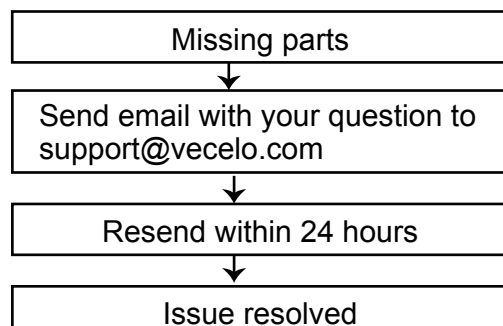 Missing parts
Send email with your question to
support@vecelo.com
Resend within 24 hours
Issue resolved